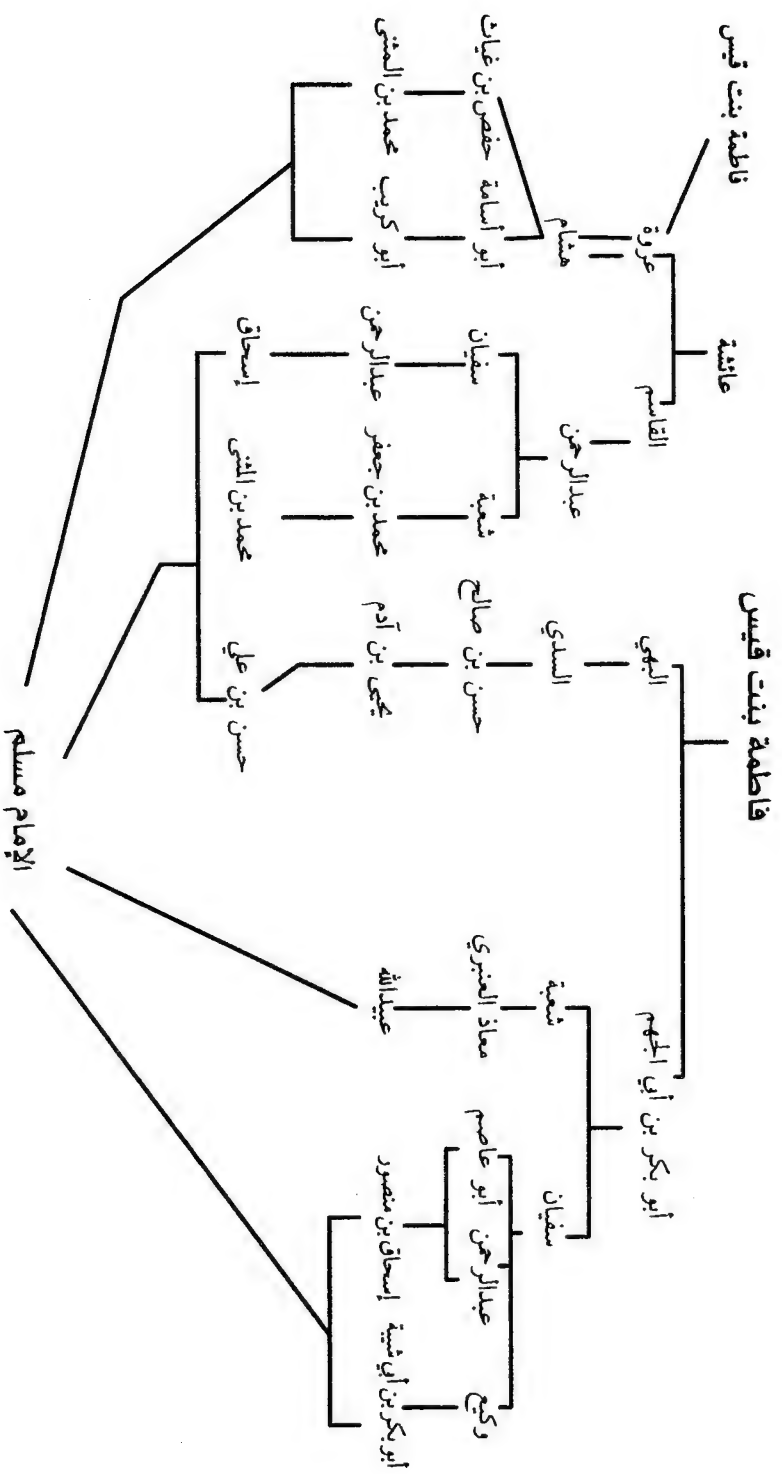 فاطمة بنت قيس
عائشة
فاطمة بنت قيس
أبو بكر بن أبي الجهم
البهي
القاسم
عروة
سفيان
شعبة
السدي
عبدالرحمن
هشام
وكيع
عبدالرحمن
أبو عاصم
معاذ العنبري
حسن بن صالح
شعبة
سفيان
أبو أسامة
حفص بن غياث
أبو بكر بن أبي شيبة
إسحاق بن منصور
عبيدالله
يحيى بن آدم
محمد بن جعفر
عبدالرحمن
أبو كريب
محمد بن المثنى
حسن بن علي
محمد بن المثنى
إسحاق
الإمام مسلم